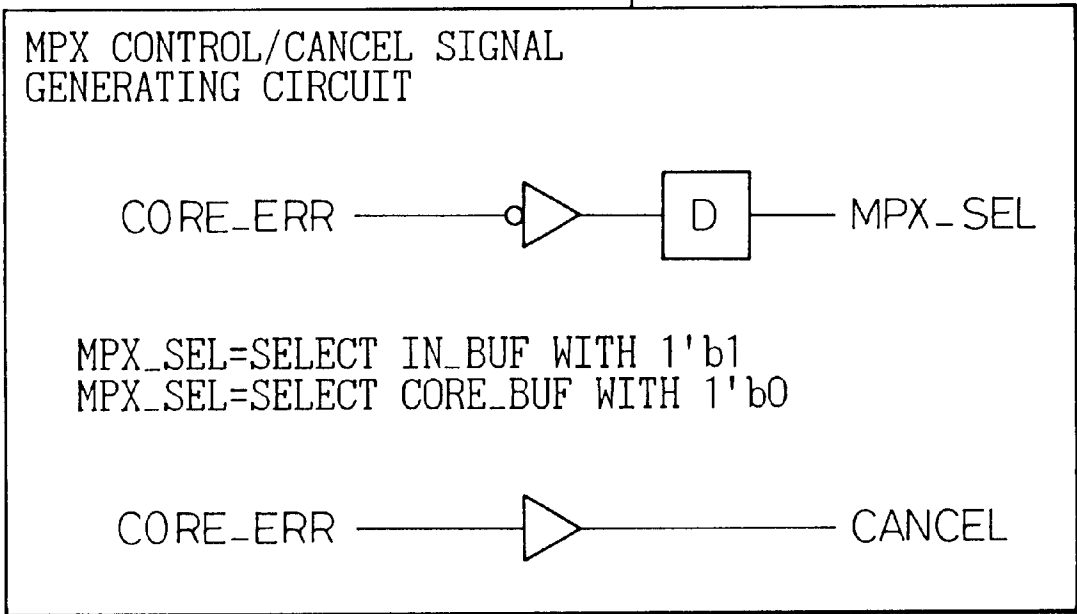 MPX CONTROL/CANCEL SIGNAL
GENERATING CIRCUIT
CORE_ERR D MPX_SEL
MPX_SEL=SELECT IN_BUF WITH 1'b1
MPX_SEL=SELECT CORE_BUF WITH 1'b0
CORE_ERR CANCEL